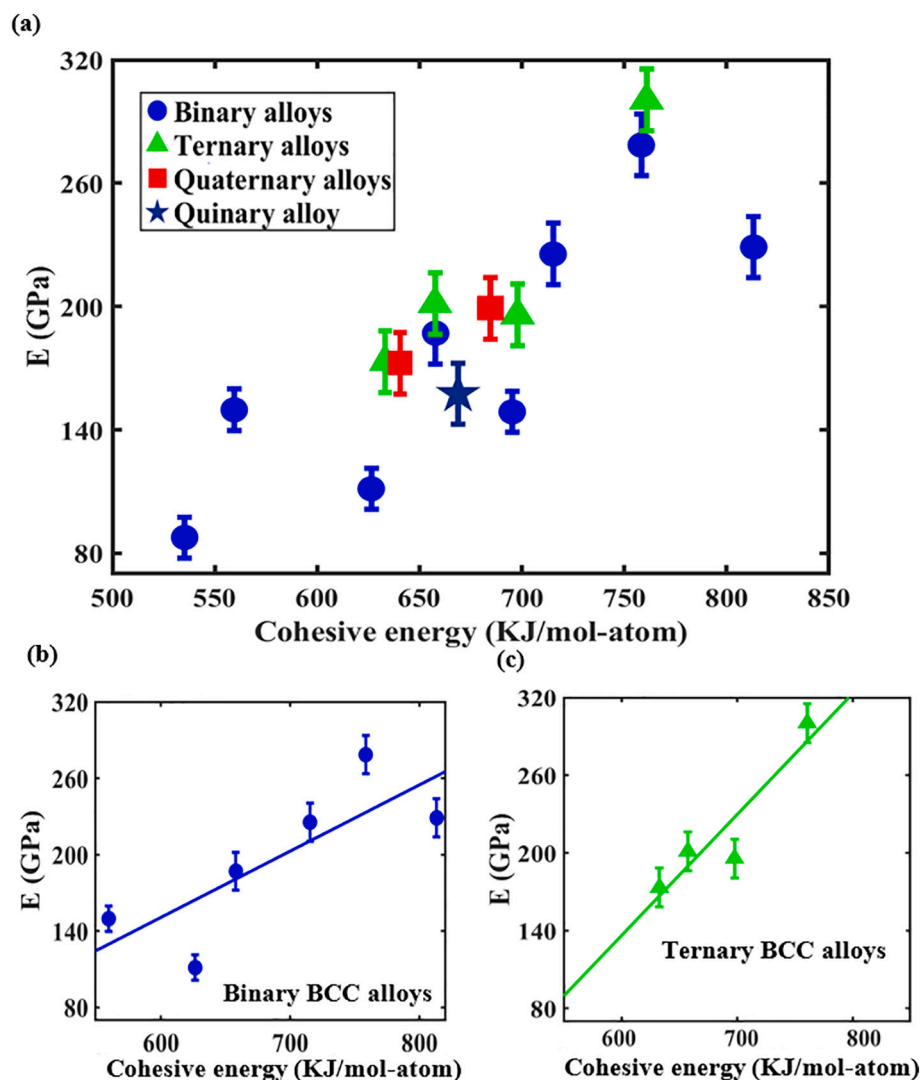 (a)
320
260
200
140
80
E (GPa)
Binary alloys
Ternary alloys
Quaternary alloys
Quinary alloy
500 550 600 650 700 750 800 850
Cohesive energy (KJ/mol-atom)
(b)
320
260
200
140
80
E (GPa)
Binary BCC alloys
600 700 800
Cohesive energy (KJ/mol-atom)
(c)
320
260
200
140
80
E (GPa)
Ternary BCC alloys
600 700 800
Cohesive energy (KJ/mol-atom)